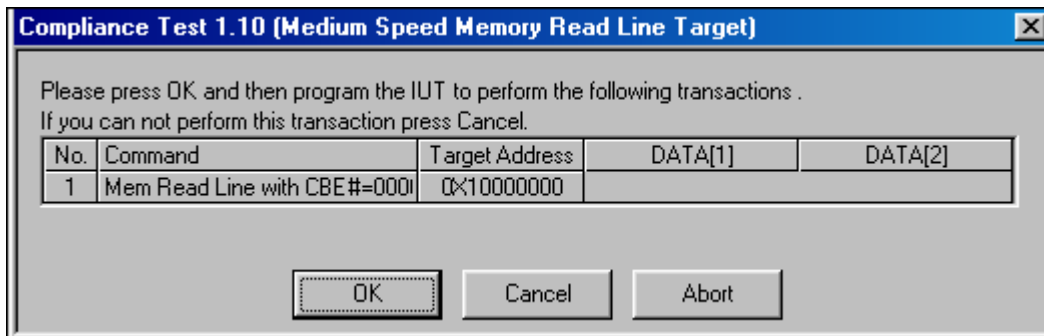 Compliance Test 1.10 (Medium Speed Memory Read Line Target)
Please press OK and then program the IUT to perform the following transactions .
If you can not perform this transaction press Cancel.
No. Command Target Address DATA[1] DATA[2]
1 Mem Read Line with CBE#=000 0X10000000
OK Cancel Abort